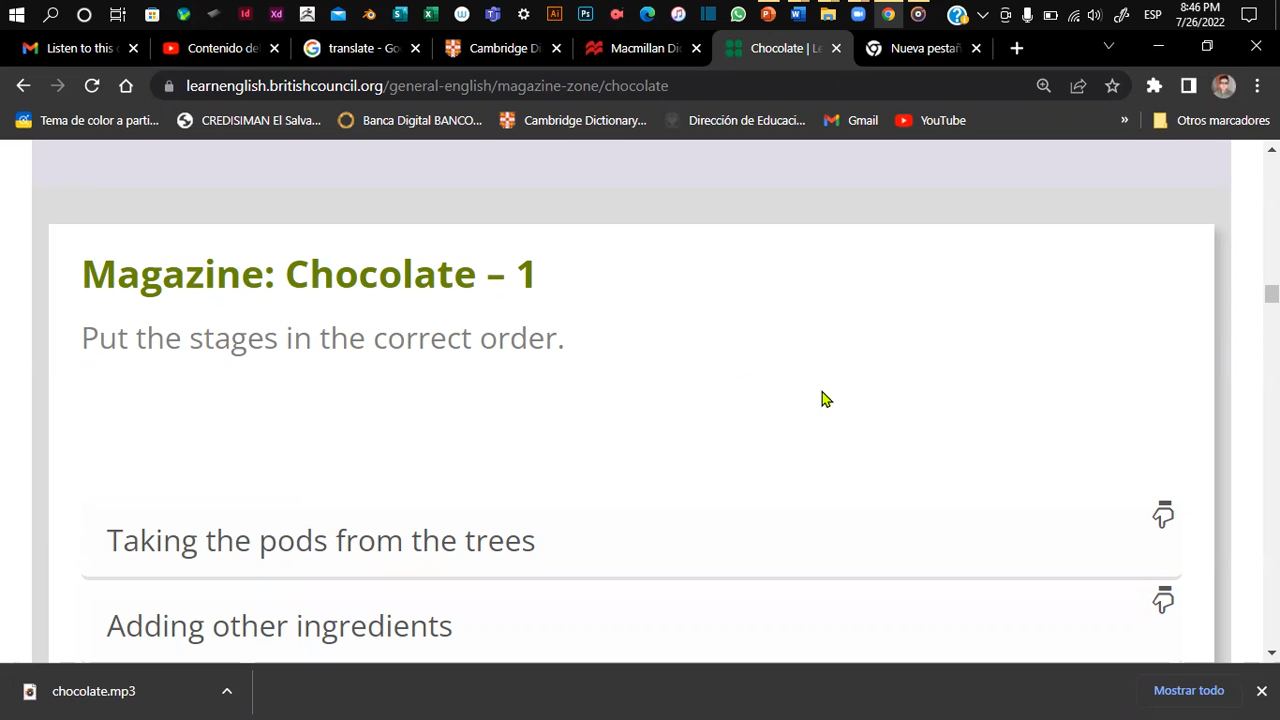 8:46 PM
ESP
7/26/2022
Listen to this
Contenido del
translate - Goo
Cambridge Di
Macmillan Dic
Chocolate | Le
Nueva pestañ
learnenglish.britishcouncil.org/general-english/magazine-zone/chocolate
Tema de color a parti...
CREDISIMAN El Salva...
Banca Digital BANCO...
Cambridge Dictionary...
Dirección de Educaci...
Gmail
YouTube
»
Otros marcadores
Magazine: Chocolate – 1
Put the stages in the correct order.
Taking the pods from the trees
Adding other ingredients
chocolate.mp3
Mostrar todo